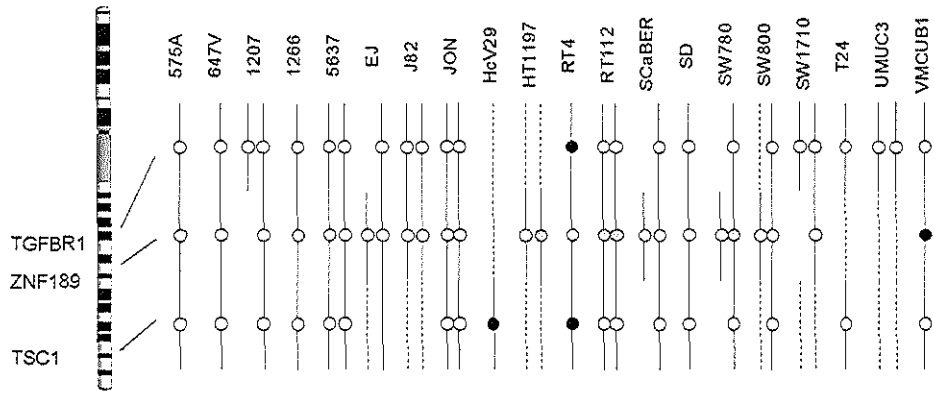 575A
647V
1207
1266
5637
EJ
J82
JON
HcV29
HT1197
RT4
RT112
SCaBER
SD
SW780
SW800
SW1710
T24
UMUC3
VMCUB1
TGFBR1
ZNF189
TSC1